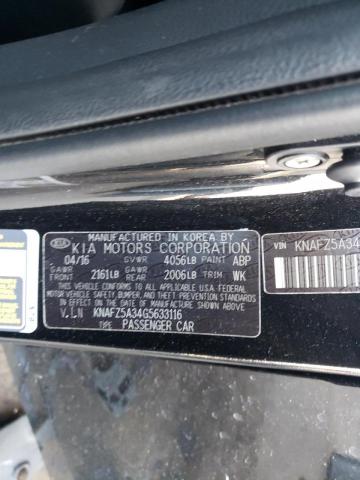 MANUFACTURED IN KOREA BY
KIA KIA MOTORS CORPORATION
04/16 GVWR 4056LB PAINT ABP
GAWR FRONT 2161LB GAWR REAR 2006LB TRIM WK
THIS VEHICLE CONFORMS TO ALL APPLICABLE U.S.A FEDERAL
MOTOR VEHICLE SAFETY, BUMPER, AND THEFT PREVENTION
STANDARDS IN EFFECT ON THE DATE OF MANUFACTURE
SHOWN ABOVE.
V.I.N KNAFZ5A34G5633116
TYPE: PASSENGER CAR
VIN KNAFZ5A34